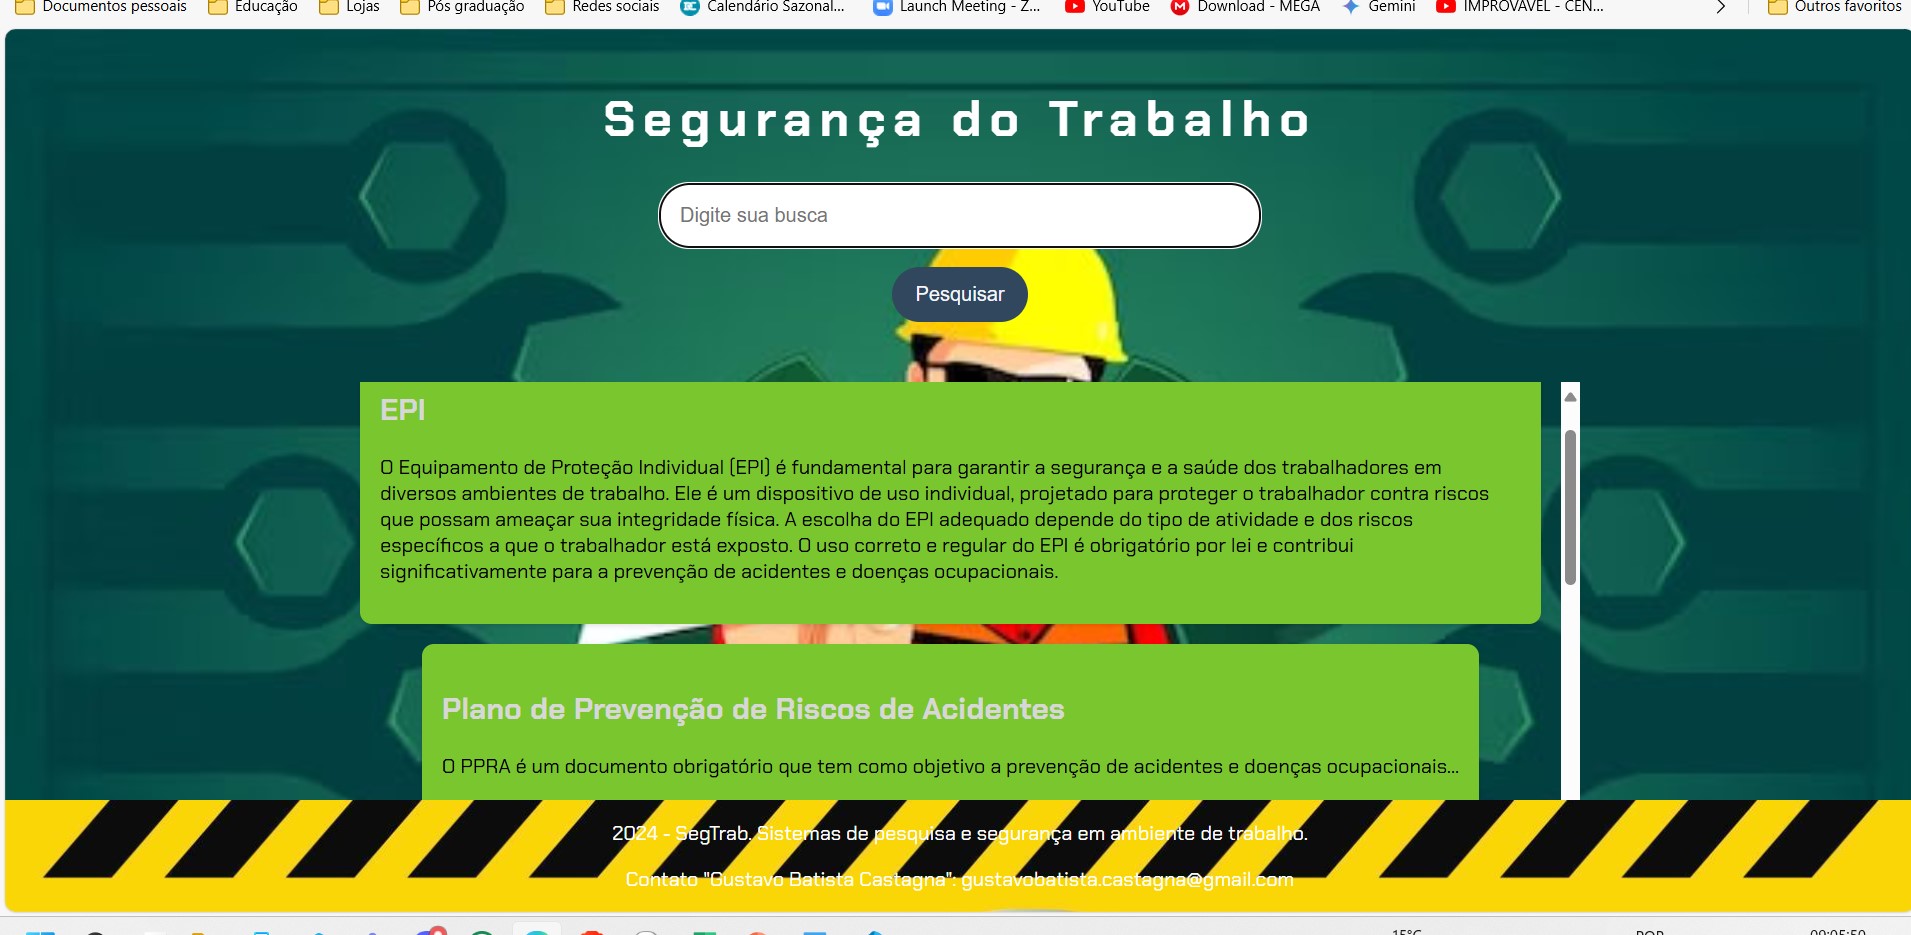 Documentos pessoais Educação Lojas Pós graduação Redes sociais Calendário Sazonal... Launch Meeting - Z... YouTube Download - MEGA Gemini IMPROVÁVEL - CEN... Outros favoritos
Segurança do Trabalho
Digite sua busca
Pesquisar
EPI
O Equipamento de Proteção Individual (EPI) é fundamental para garantir a segurança e a saúde dos trabalhadores em
diversos ambientes de trabalho. Ele é um dispositivo de uso individual, projetado para proteger o trabalhador contra riscos
que possam ameaçar sua integridade física. A escolha do EPI adequado depende do tipo de atividade e dos riscos
específicos a que o trabalhador está exposto. O uso correto e regular do EPI é obrigatório por lei e contribui
significativamente para a prevenção de acidentes e doenças ocupacionais.
Plano de Prevenção de Riscos de Acidentes
O PPRA é um documento obrigatório que tem como objetivo a prevenção de acidentes e doenças ocupacionais...
2024 - SegTrab. Sistemas de pesquisa e segurança em ambiente de trabalho.
Contato "Gustavo Batista Castagna": gustavobatista.castagna@gmail.com
15°C POR 09:05:50